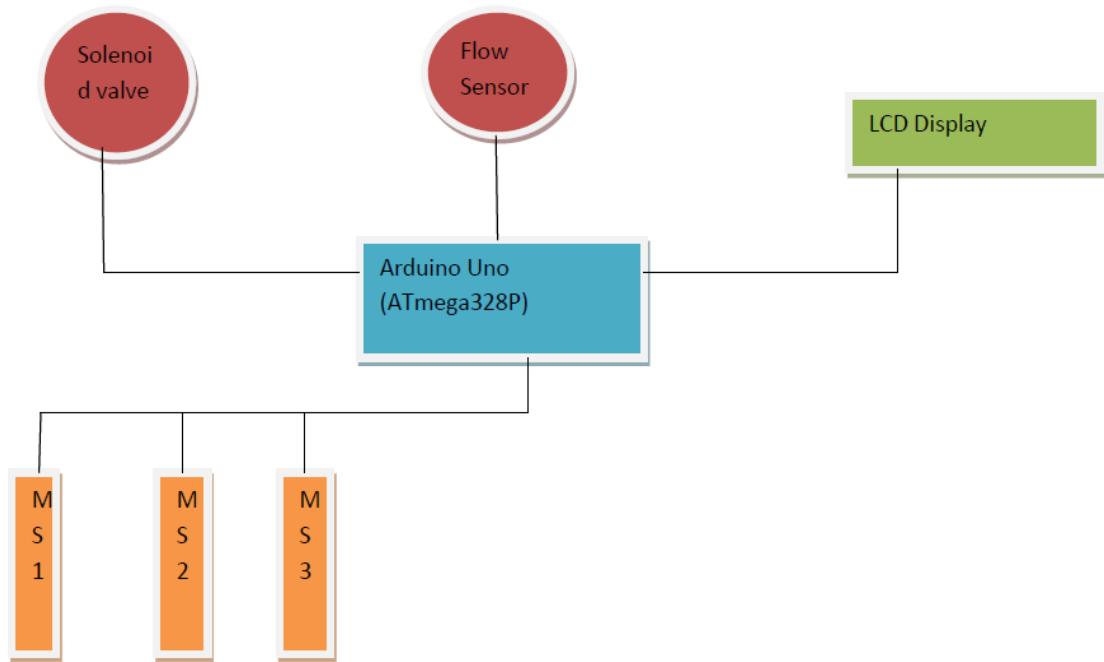 Solenoi
d valve
Flow
Sensor
LCD Display
Arduino Uno
(ATmega328P)
M
S
1
M
S
2
M
S
3